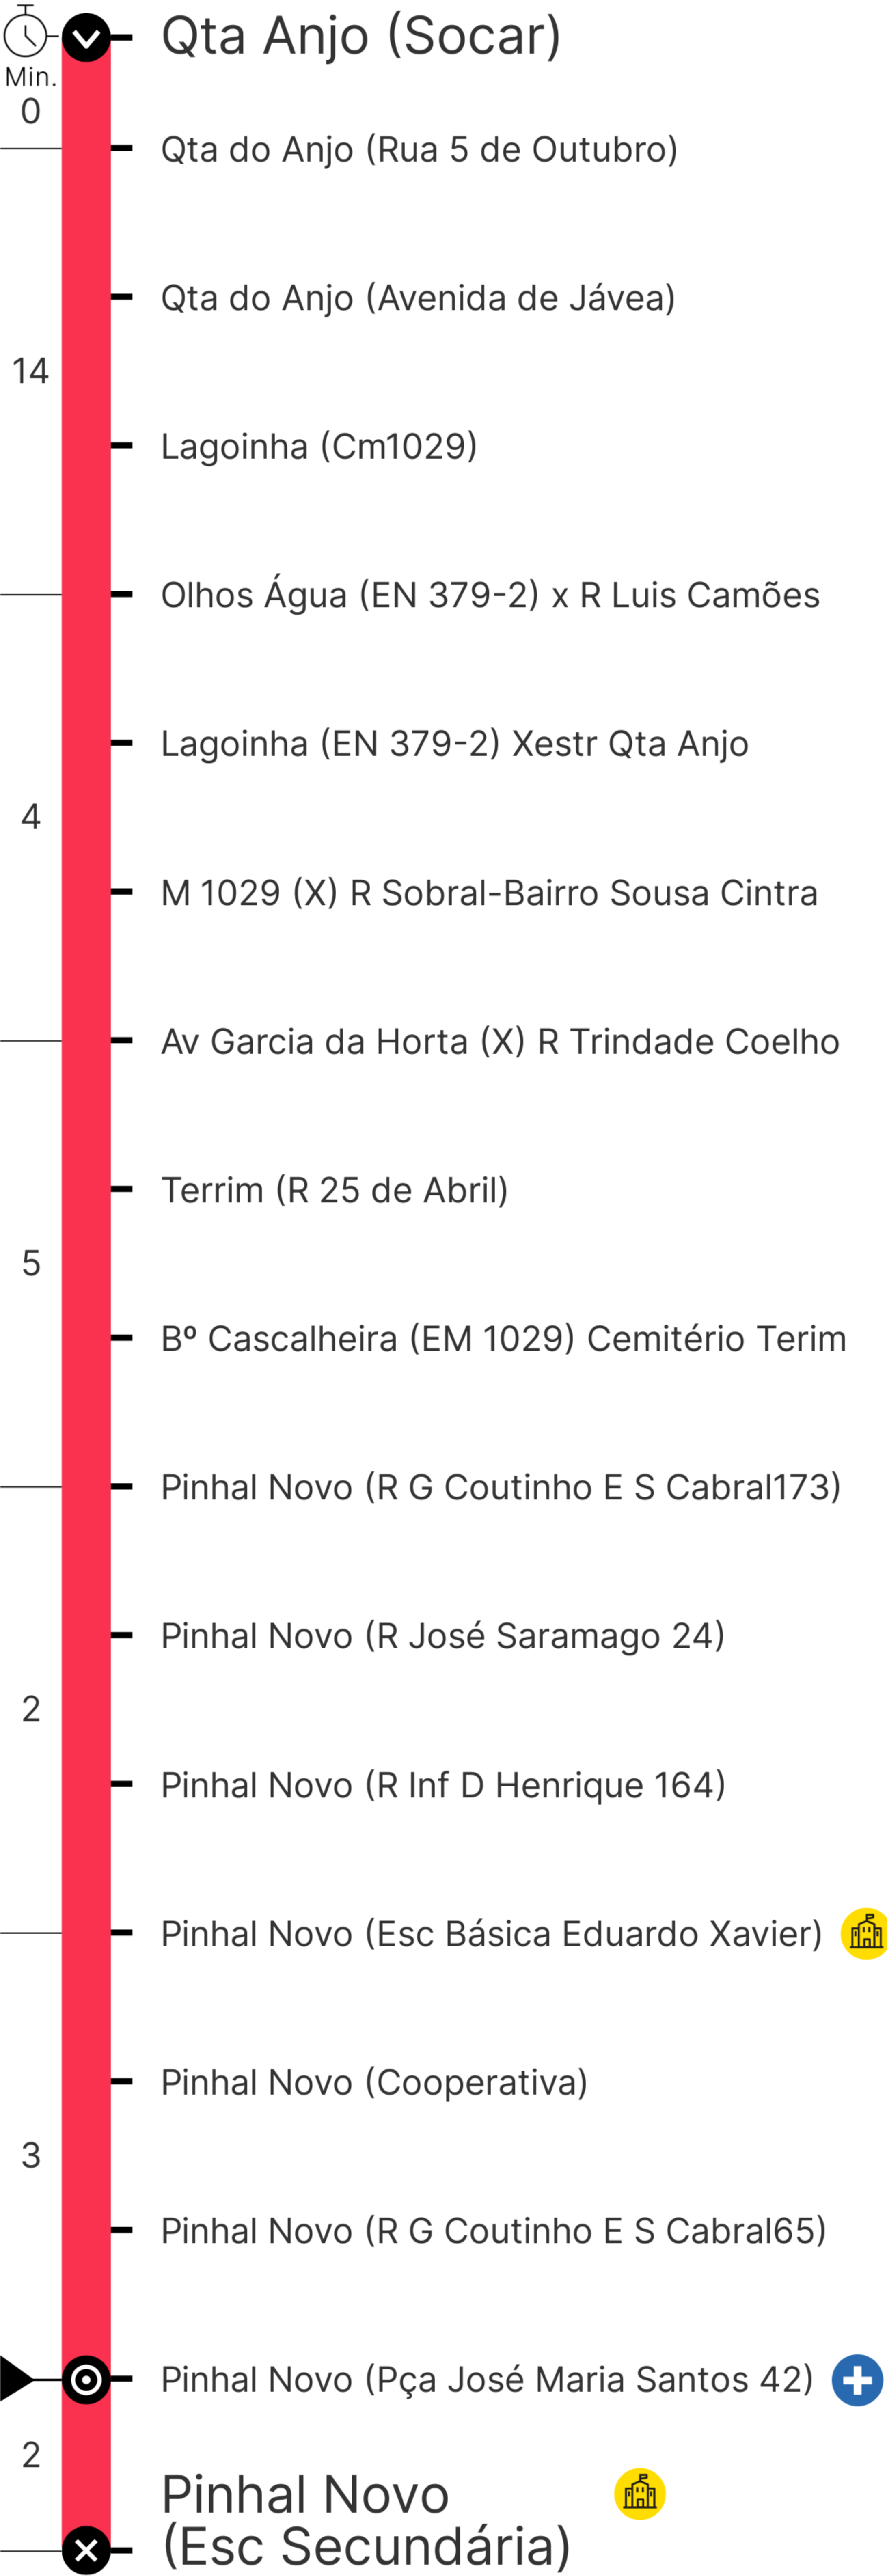 Qta Anjo (Socar)
Min.
0
Qta do Anjo (Rua 5 de Outubro)
Qta do Anjo (Avenida de Jávea)
14
Lagoinha (Cm1029)
Olhos Água (EN 379-2) x R Luis Camões
Lagoinha (EN 379-2) Xestr Qta Anjo
4
M 1029 (X) R Sobral-Bairro Sousa Cintra
Av Garcia da Horta (X) R Trindade Coelho
Terrim (R 25 de Abril)
5
Bº Cascalheira (EM 1029) Cemitério Terim
Pinhal Novo (R G Coutinho E S Cabral173)
Pinhal Novo (R José Saramago 24)
2
Pinhal Novo (R Inf D Henrique 164)
Pinhal Novo (Esc Básica Eduardo Xavier)
Pinhal Novo (Cooperativa)
3
Pinhal Novo (R G Coutinho E S Cabral65)
Pinhal Novo (Pça José Maria Santos 42)
2
Pinhal Novo
(Esc Secundária)